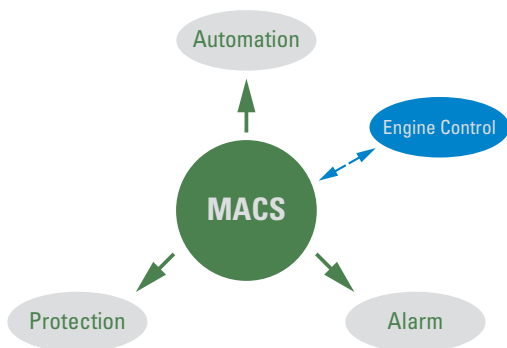 Automation
Engine Control
MACS
Protection
Alarm